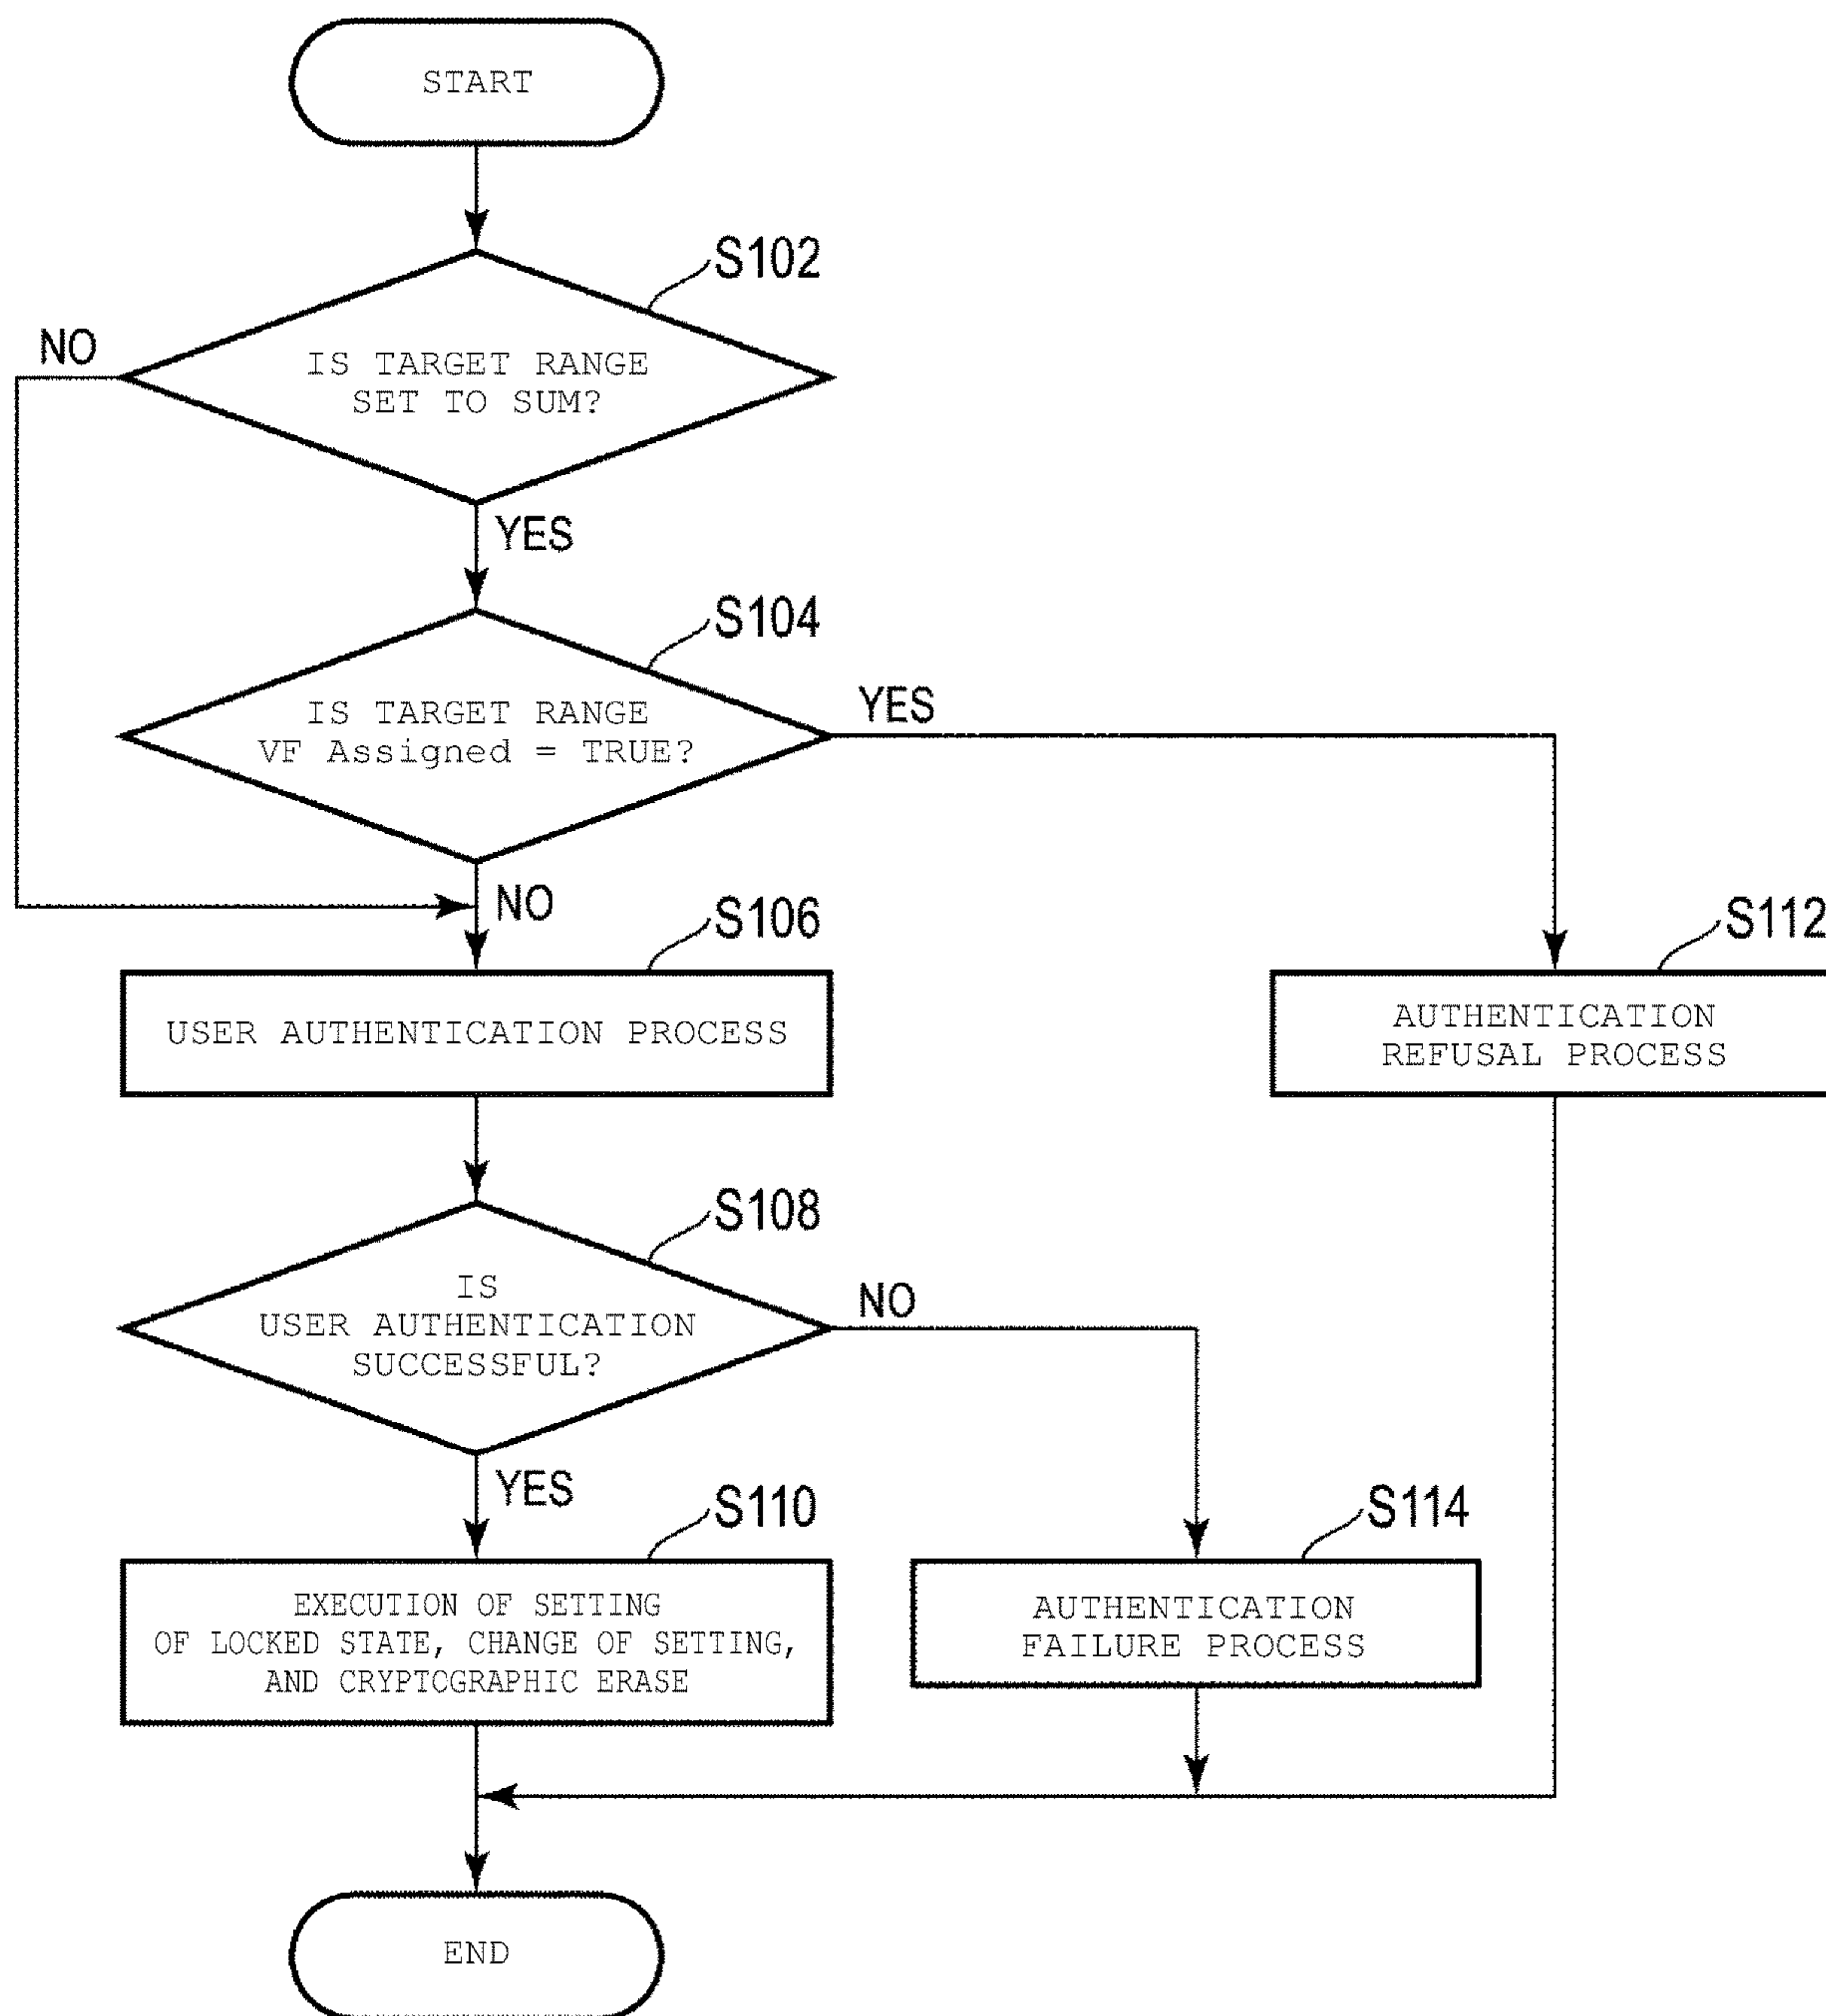 START
S102
NO
IS TARGET RANGE
SET TO SUM?
YES
S104
IS TARGET RANGE
VF Assigned = TRUE?
YES
NO
S106
USER AUTHENTICATION PROCESS
S112
AUTHENTICATION
REFUSAL PROCESS
S108
IS
USER AUTHENTICATION
SUCCESSFUL?
NO
YES
S110
EXECUTION OF SETTING
OF LOCKED STATE, CHANGE OF SETTING,
AND CRYPTOGRAPHIC ERASE
S114
AUTHENTICATION
FAILURE PROCESS
END